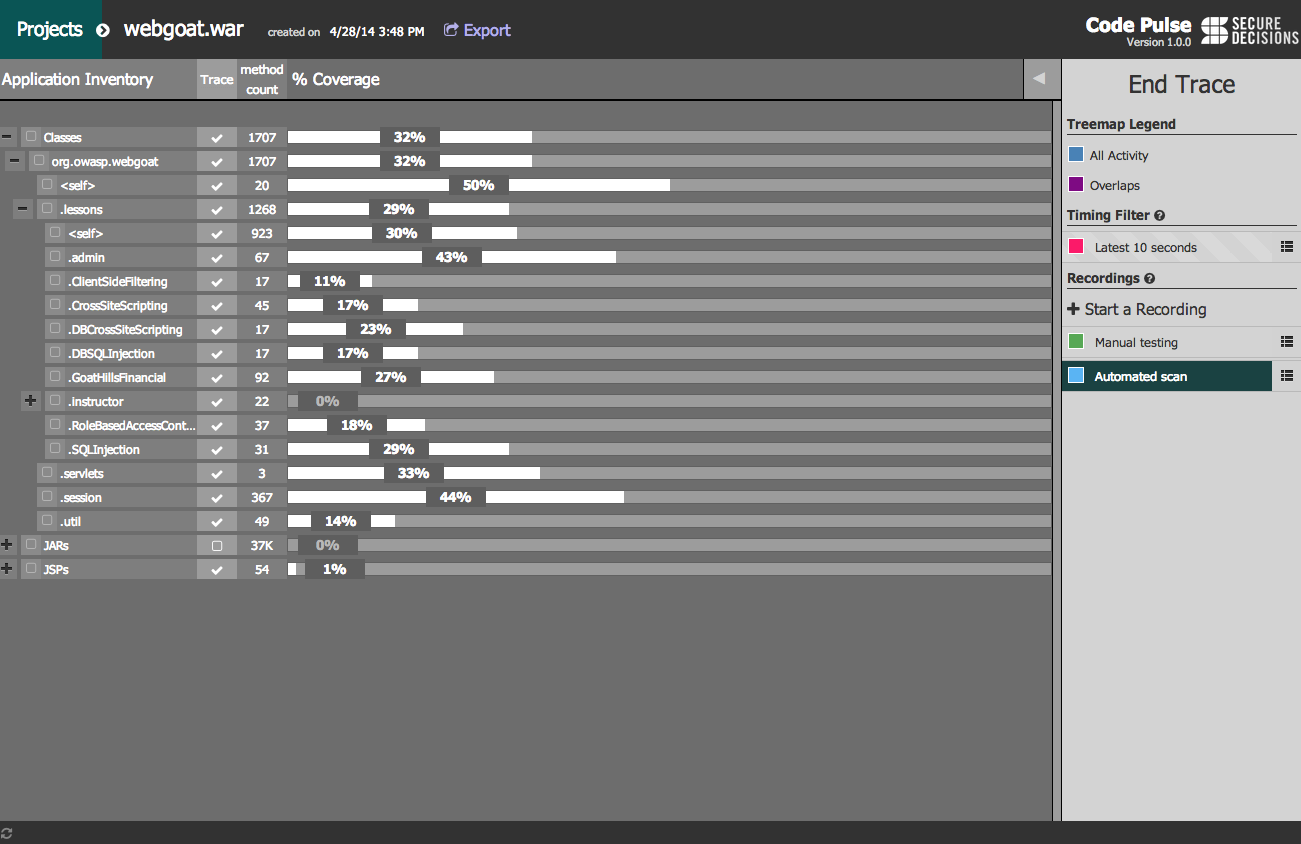 Projects webgoat.war created on 4/28/14 3:48 PM Export Code Pulse Version 1.0.0 SECURE DECISIONS
Application Inventory Trace method count % Coverage End Trace
Classes 1707 32%
org.owasp.webgoat 1707 32%
<self> 20 50%
.lessons 1268 29%
<self> 923 30%
.admin 67 43%
.ClientSideFiltering 17 11%
.CrossSiteScripting 45 17%
.DBCrossSiteScripting 17 23%
.DBSQLInjection 17 17%
.GoatHillsFinancial 92 27%
.instructor 22 0%
.RoleBasedAccessCont... 37 18%
.SQLInjection 31 29%
.servlets 3 33%
.session 367 44%
.util 49 14%
JARs 37K 0%
JSPs 54 1%
Treemap Legend
All Activity
Overlaps
Timing Filter
Latest 10 seconds
Recordings
Start a Recording
Manual testing
Automated scan